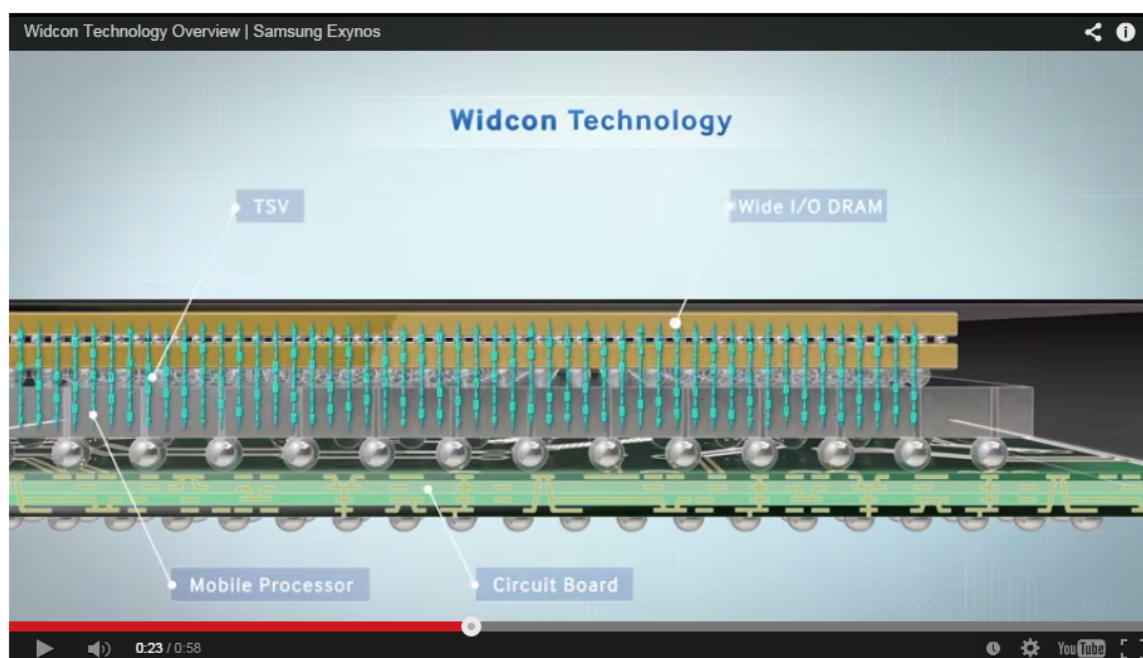 Widcon Technology Overview | Samsung Exynos
Widcon Technology
TSV
Wide I/O DRAM
Mobile Processor
Circuit Board
0:23 / 0:58
YouTube